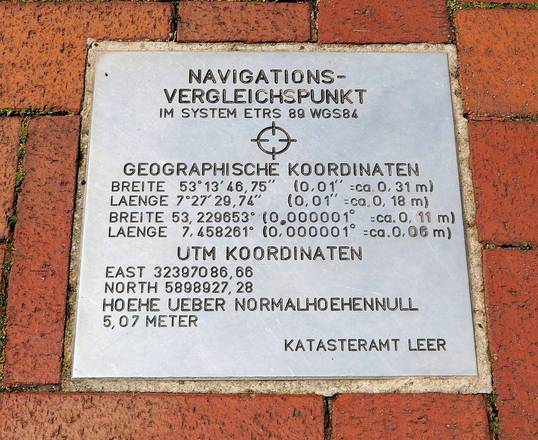 NAVIGATIONS-
VERGLEICHSPUNKT
IM SYSTEM ETRS 89 WGS84
GEOGRAPHISCHE KOORDINATEN
BREITE 53°13'46,75" (0,01" =ca.0,31 m)
LAENGE 7°27'29,74" (0,01" =ca.0,18 m)
BREITE 53,229653° (0,000001° =ca.0,11 m)
LAENGE 7,458261° (0,000001° =ca.0,06 m)
UTM KOORDINATEN
EAST 32397086,66
NORTH 5898927,28
HOEHE UEBER NORMALHOEHENNULL
5,07 METER
KATASTERAMT LEER